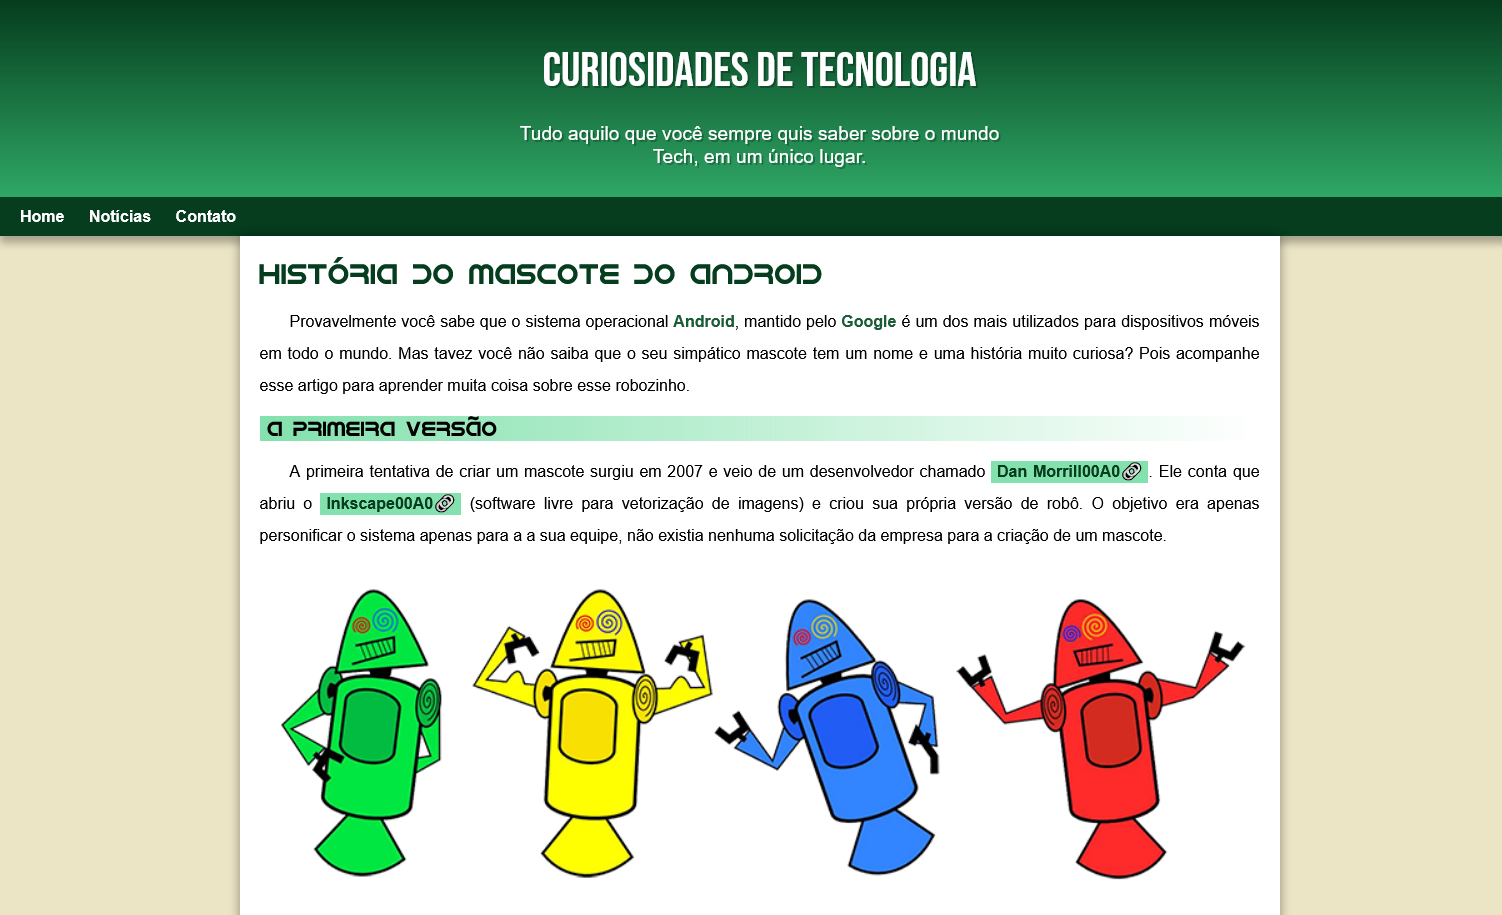 CURIOSIDADES DE TECNOLOGIA
Tudo aquilo que você sempre quis saber sobre o mundo
Tech, em um único lugar.
Home Notícias Contato
HISTÓRIA DO MASCOTE DO ANDROID
Provavelmente você sabe que o sistema operacional Android, mantido pelo Google é um dos mais utilizados para dispositivos móveis
em todo o mundo. Mas tavez você não saiba que o seu simpático mascote tem um nome e uma história muito curiosa? Pois acompanhe
esse artigo para aprender muita coisa sobre esse robozinho.
A PRIMEIRA VERSÃO
A primeira tentativa de criar um mascote surgiu em 2007 e veio de um desenvolvedor chamado Dan Morrill00A0🔗. Ele conta que
abriu o Inkscape00A0🔗 (software livre para vetorização de imagens) e criou sua própria versão de robô. O objetivo era apenas
personificar o sistema apenas para a a sua equipe, não existia nenhuma solicitação da empresa para a criação de um mascote.